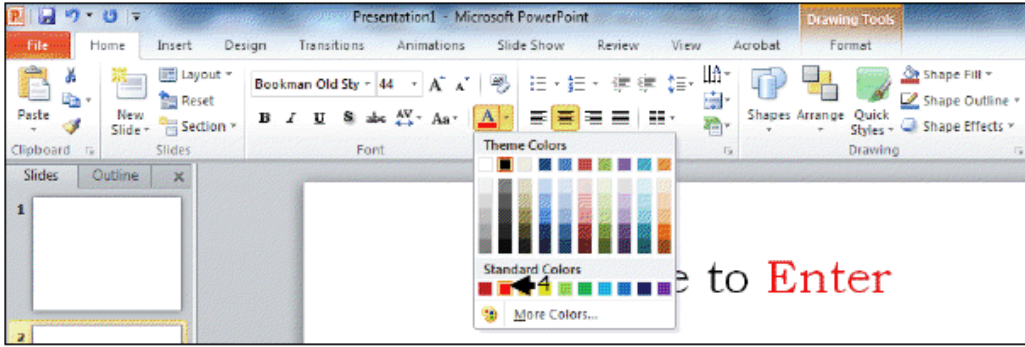 Presentation1 - Microsoft PowerPoint
Drawing Tools
File Home Insert Design Transitions Animations Slide Show Review View Acrobat Format
Paste
New Slide
Layout
Reset
Section
Bookman Old Sty 44
B I U S abc AV Aa A
Shapes Arrange Quick Styles
Shape Fill
Shape Outline
Shape Effects
Clipboard Slides Font Drawing
Theme Colors
Slides Outline
1
Standard Colors
4
More Colors...
e to Enter
2